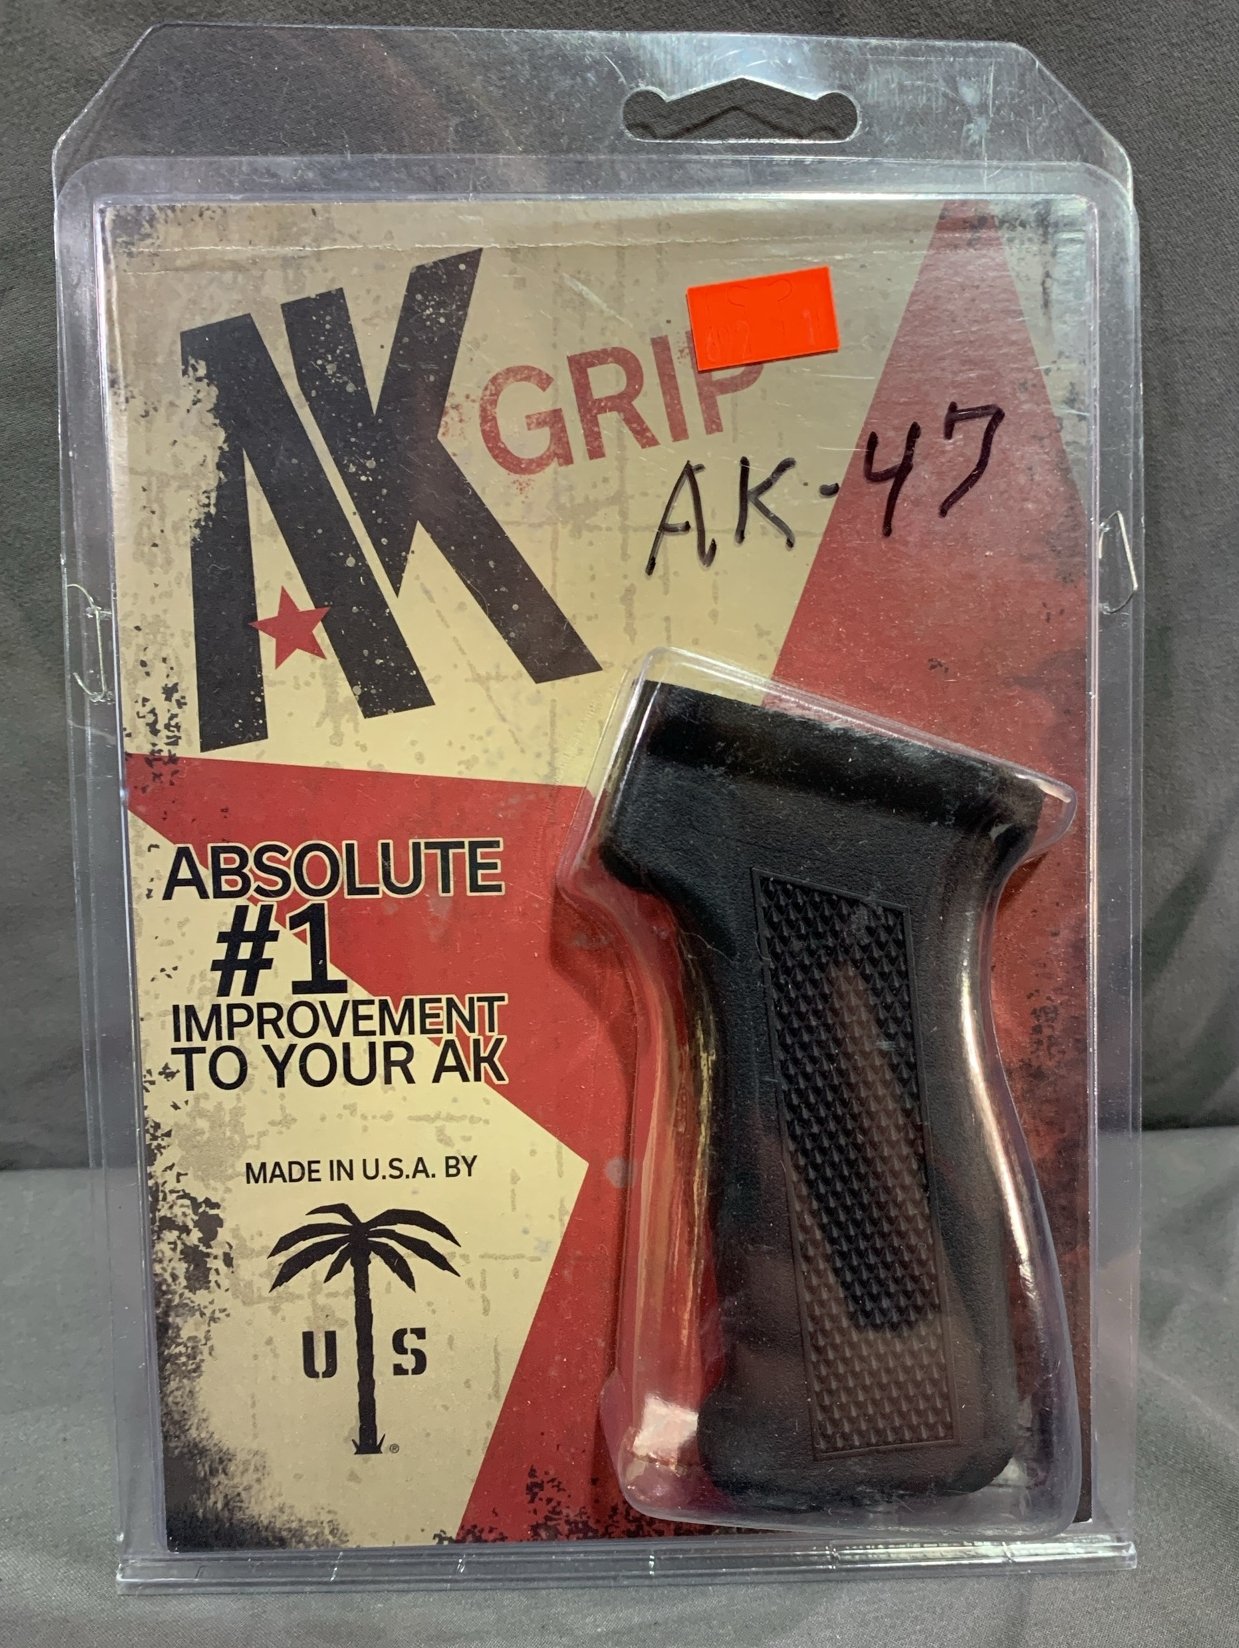 AK
GRIP
AK-47
ABSOLUTE
#1
IMPROVEMENT
TO YOUR AK
MADE IN U.S.A. BY
U S
®